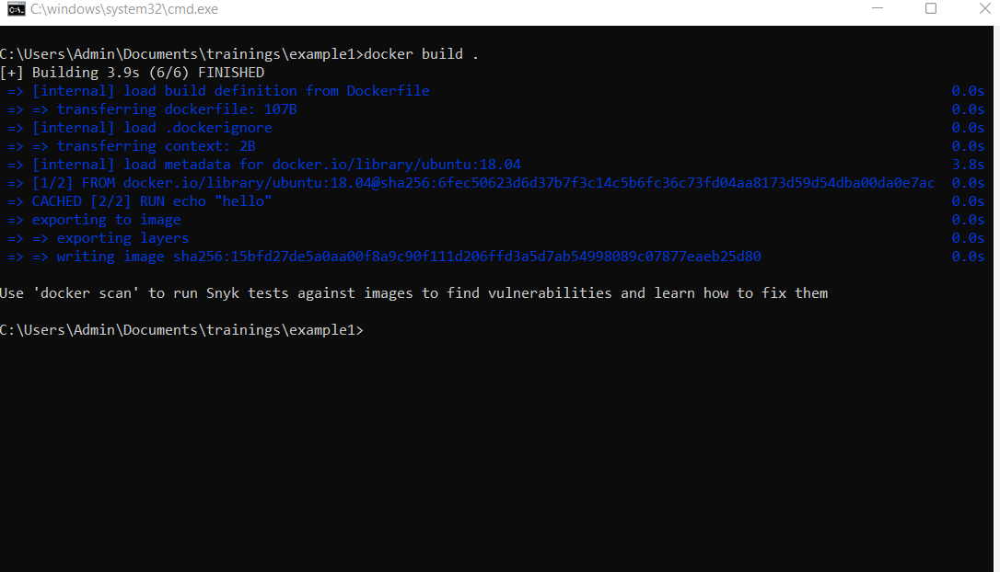 C:\windows\system32\cmd.exe
C:\Users\Admin\Documents\trainings\example1>docker build .
[+] Building 3.9s (6/6) FINISHED
=> [internal] load build definition from Dockerfile 0.0s
=> => transferring dockerfile: 107B 0.0s
=> [internal] load .dockerignore 0.0s
=> => transferring context: 2B 0.0s
=> [internal] load metadata for docker.io/library/ubuntu:18.04 3.8s
=> [1/2] FROM docker.io/library/ubuntu:18.04@sha256:6fec50623d6d37b7f3c14c5b6fc36c73fd04aa8173d59d54dba00da0e7ac 0.0s
=> CACHED [2/2] RUN echo "hello" 0.0s
=> exporting to image 0.0s
=> => exporting layers 0.0s
=> => writing image sha256:15bfd27de5a0aa00f8a9c90f111d206ffd3a5d7ab54998089c07877eaeb25d80 0.0s
Use 'docker scan' to run Snyk tests against images to find vulnerabilities and learn how to fix them
C:\Users\Admin\Documents\trainings\example1>